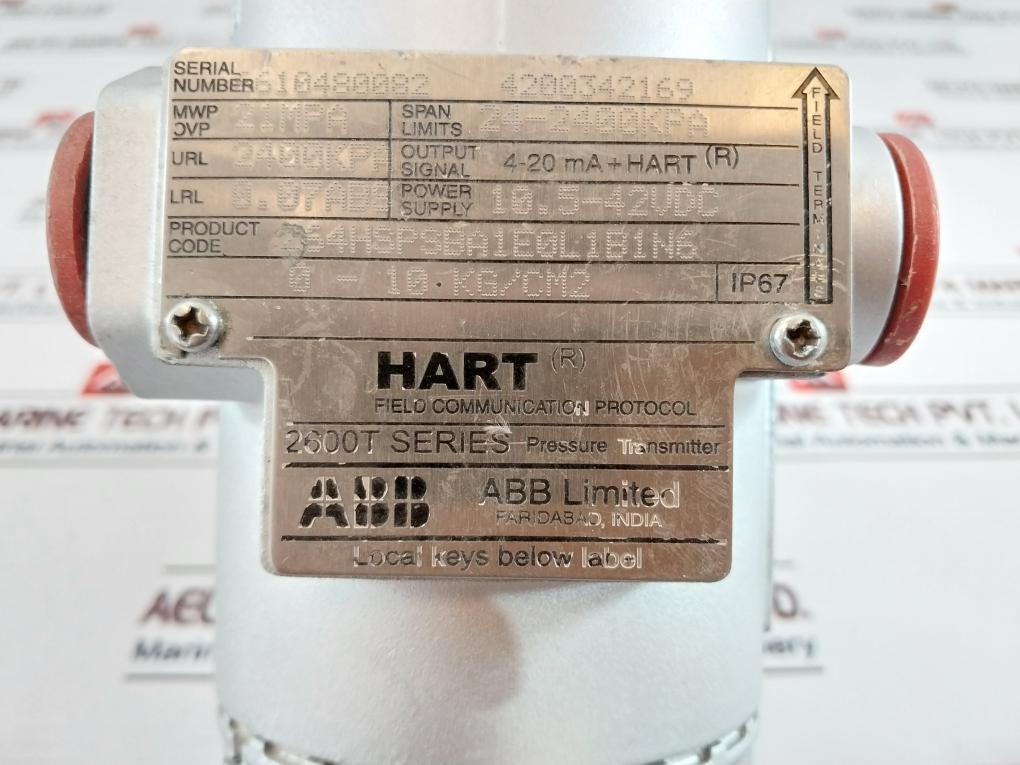 SERIAL
NUMBER 610480082 4200342169
MWP
OVP 21MPA
SPAN
LIMITS 24-2400KPA
URL 2400KPA
OUTPUT
SIGNAL 4-20 mA + HART (R)
LRL 0.07ABS
POWER
SUPPLY 10.5-42VDC
PRODUCT
CODE 264HSPSBA1E0L1B1N6
0 - 10 KG/CM2
IP67
FIELD TERMINALS
HART (R)
FIELD COMMUNICATION PROTOCOL
2600T SERIES Pressure Transmitter
ABB ABB Limited
FARIDABAD, INDIA
Local keys below label